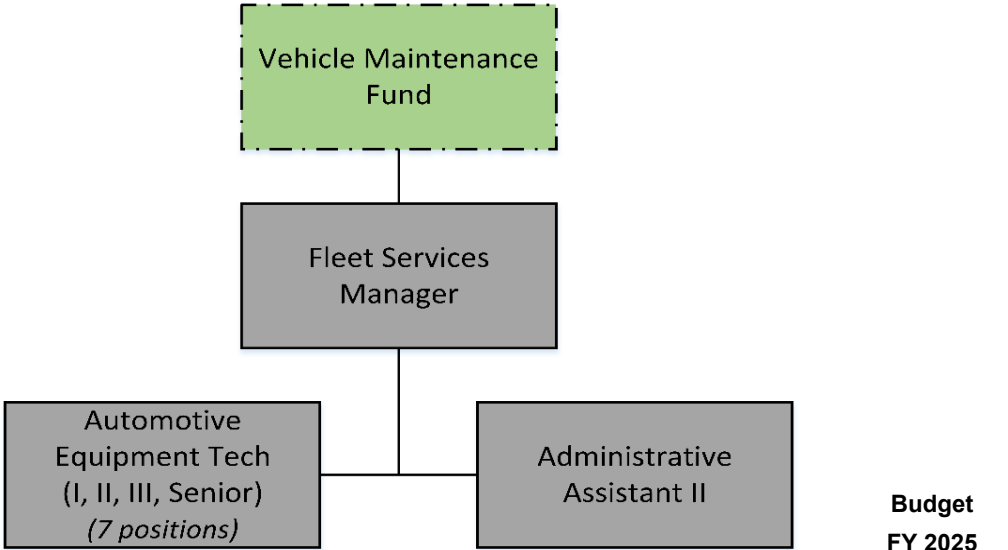 Vehicle Maintenance
Fund
Fleet Services
Manager
Automotive
Equipment Tech
(I, II, III, Senior)
(7 positions)
Administrative
Assistant II
Budget
FY 2025